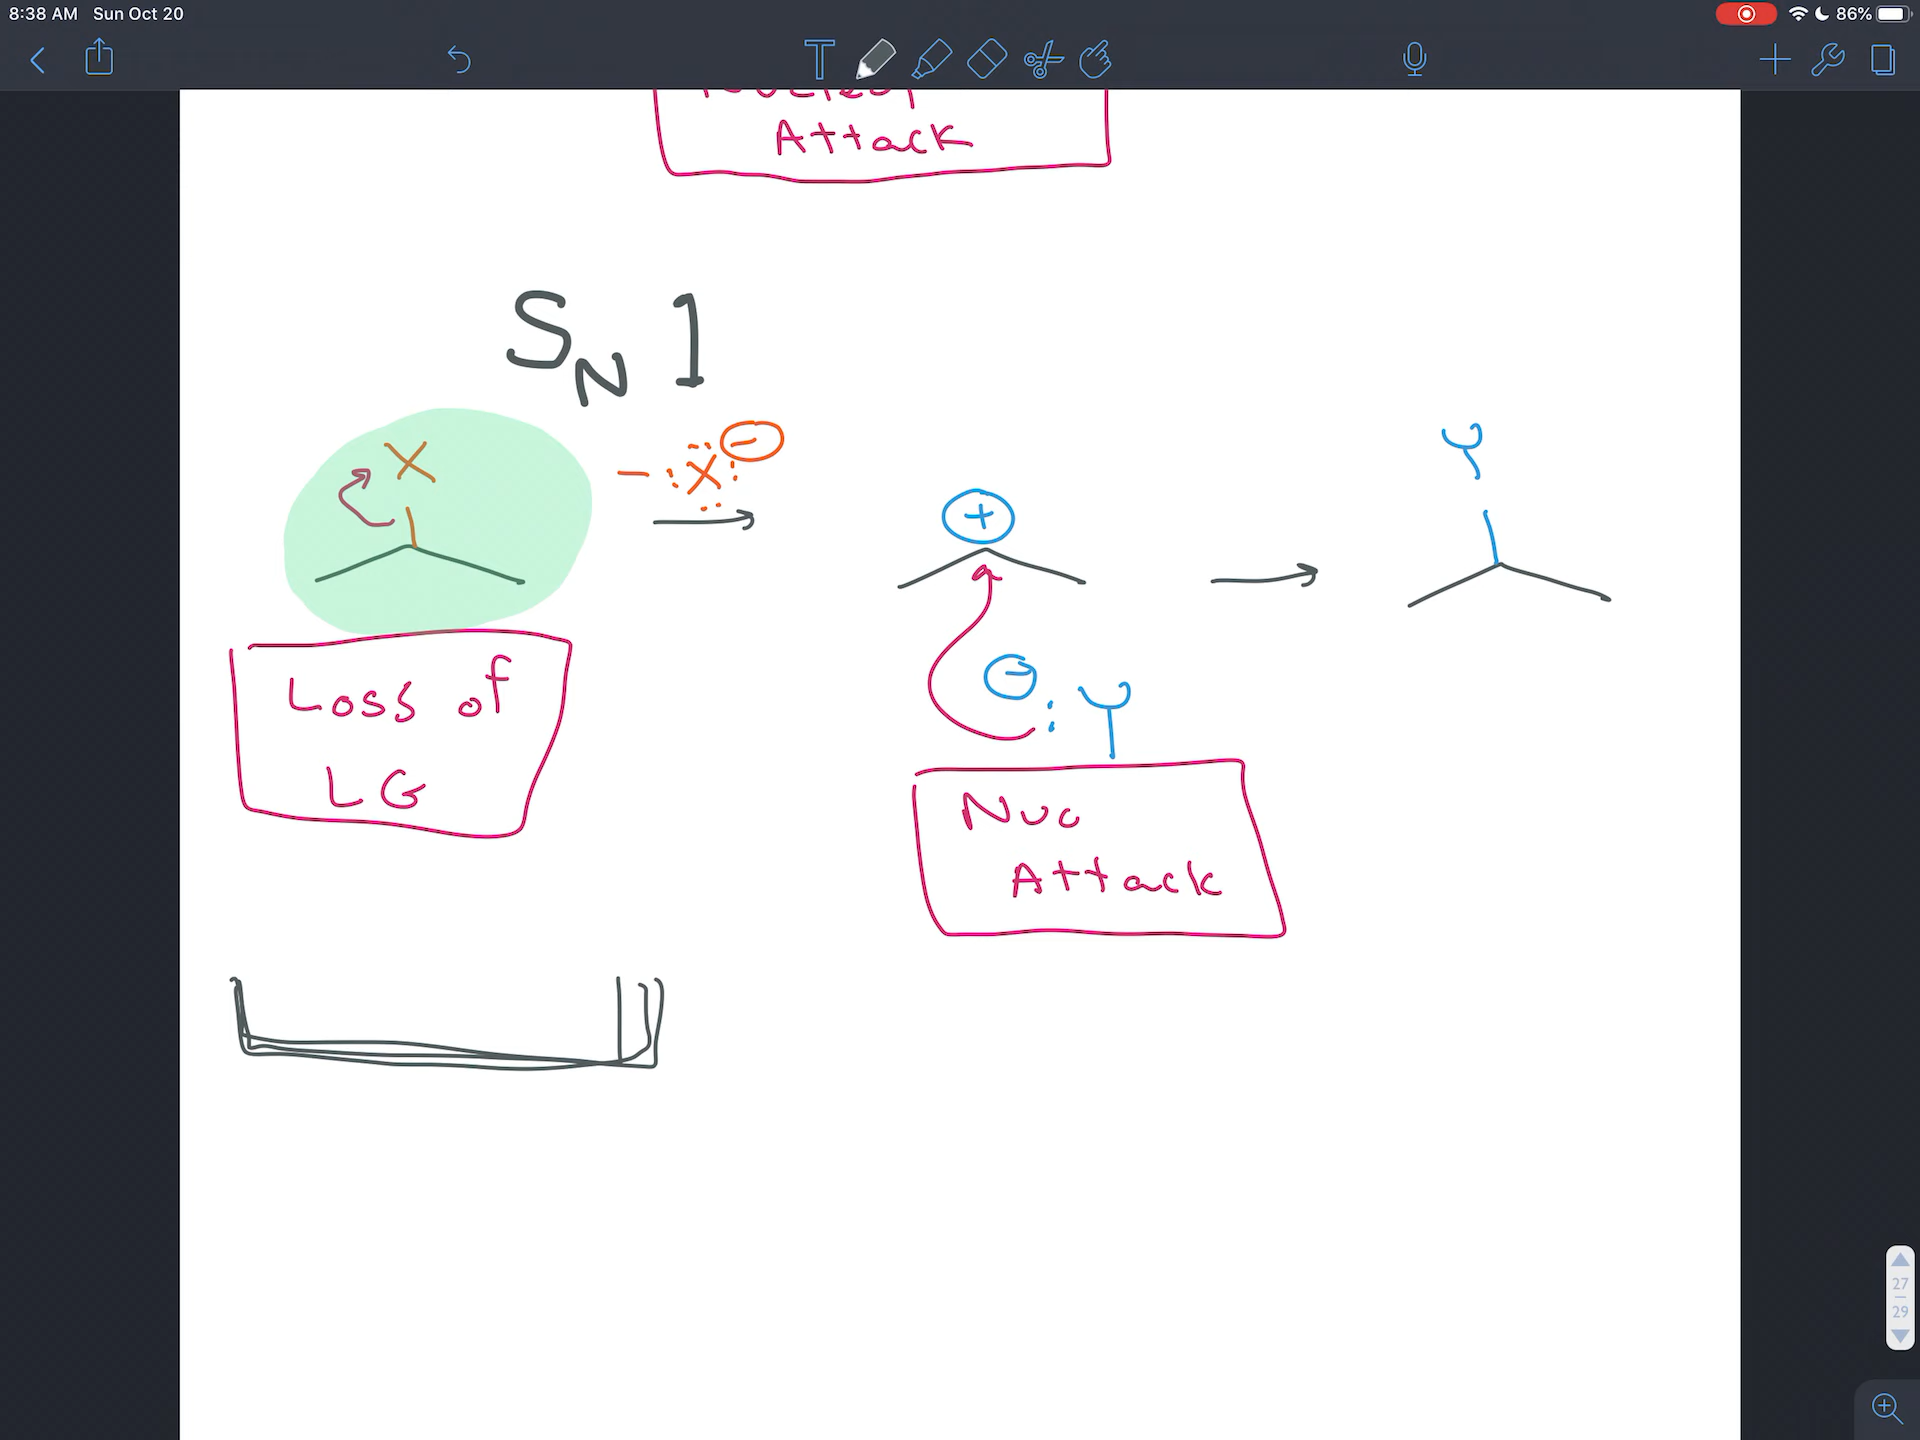 8:38 AM Sun Oct 20
86%
T
Attack
SN 1
X
- :X: -
+
Y
- : Y
Loss of
LG
Nuc
Attack
27
29